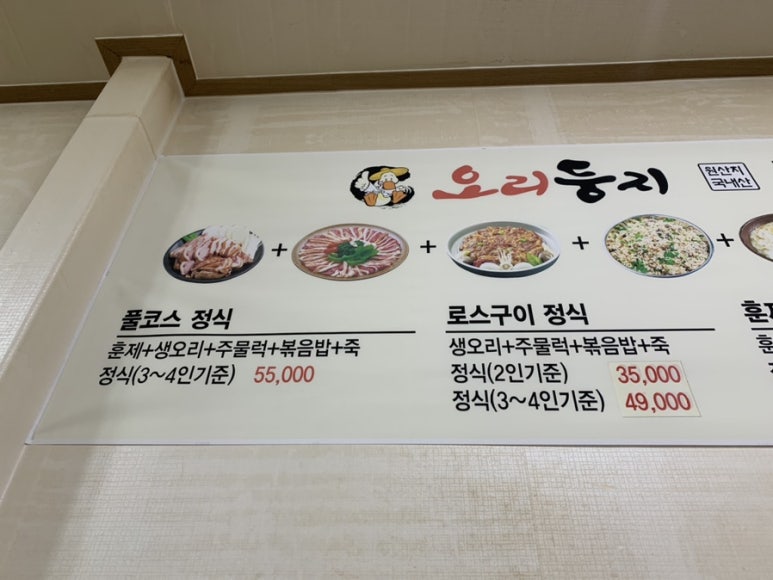 오리둥지
원산지
국내산
+ + + +
풀코스 정식
훈제+생오리+주물럭+볶음밥+죽
정식(3~4인기준) 55,000
로스구이 정식
생오리+주물럭+볶음밥+죽
정식(2인기준) 35,000
정식(3~4인기준) 49,000
훈제